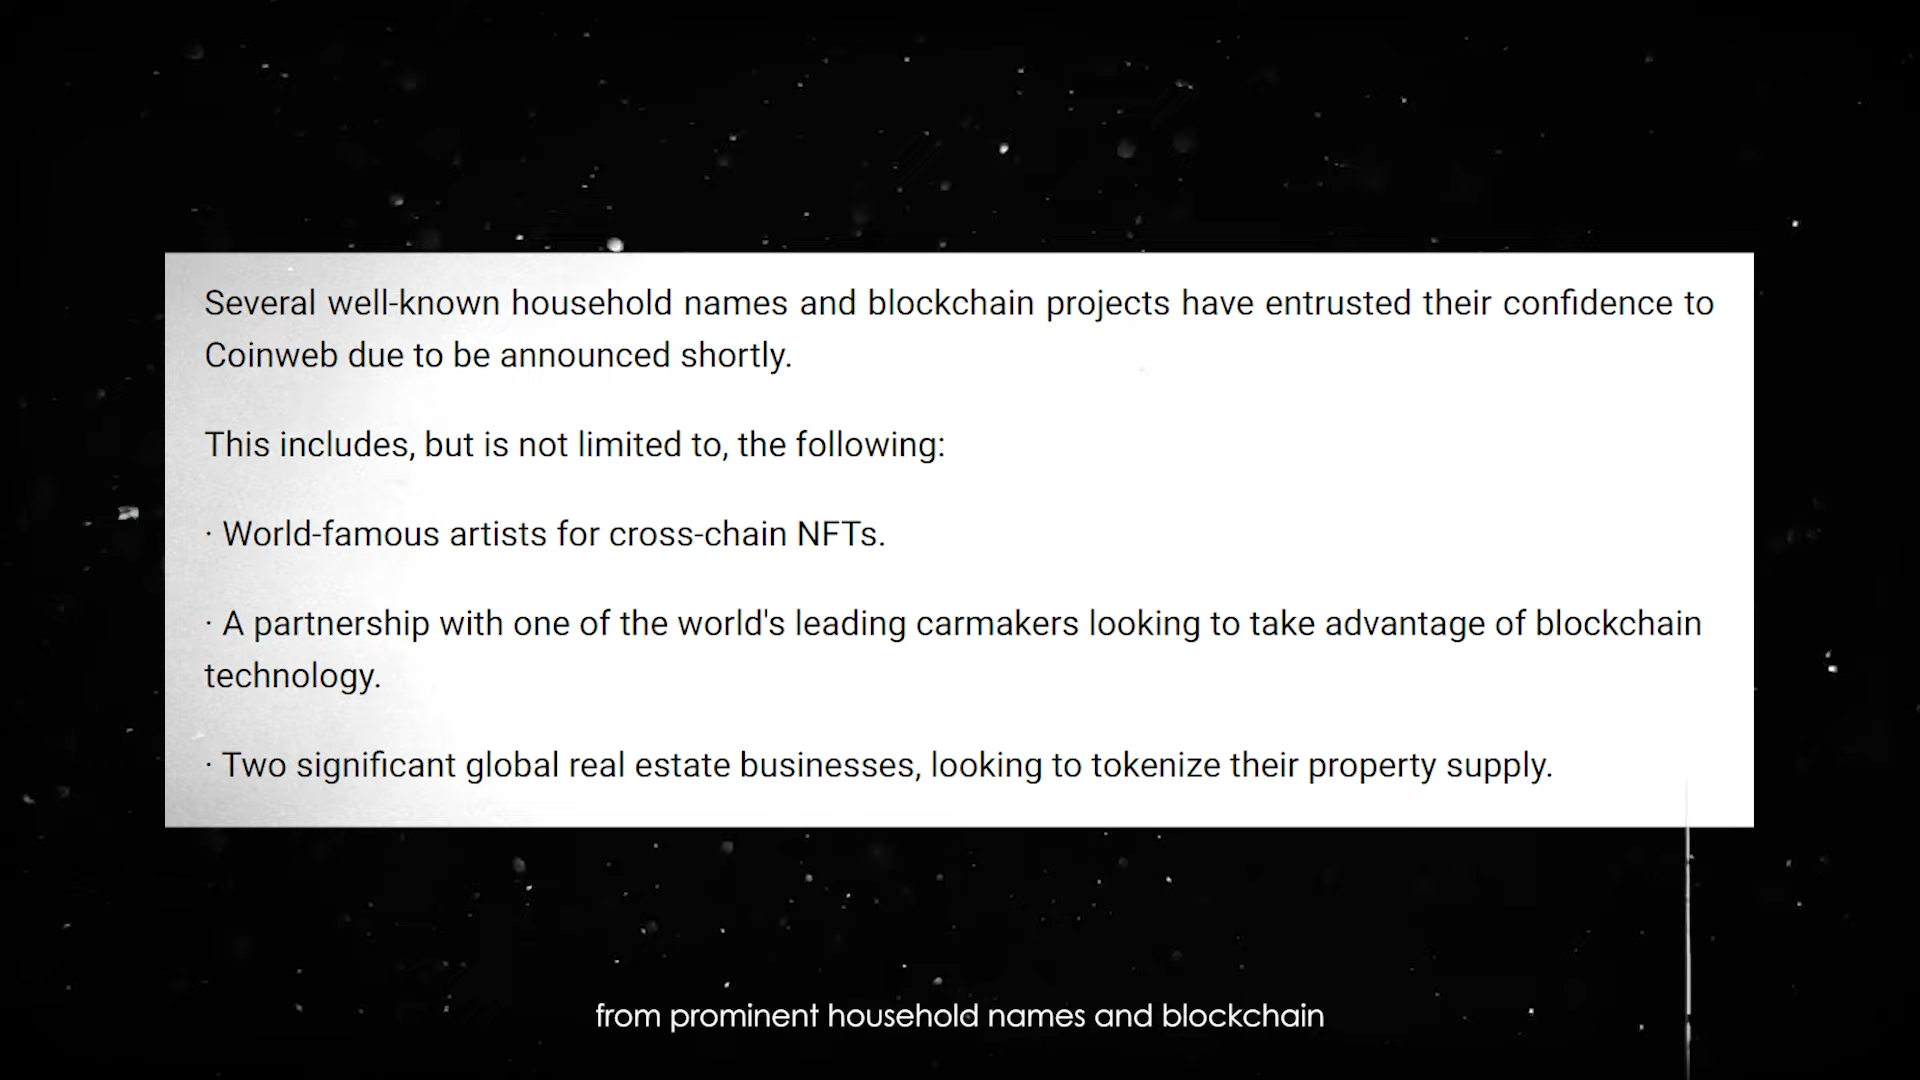 Several well-known household names and blockchain projects have entrusted their confidence to
Coinweb due to be announced shortly.
This includes, but is not limited to, the following:
· World-famous artists for cross-chain NFTs.
· A partnership with one of the world's leading carmakers looking to take advantage of blockchain
technology.
· Two significant global real estate businesses, looking to tokenize their property supply.
from prominent household names and blockchain